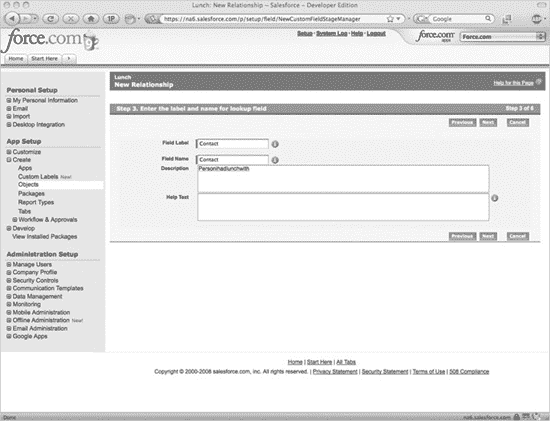 Lunch: New Relationship – Salesforce – Developer Edition
https://na6.salesforce.com/p/setup/field/NewCustomFieldStageManager
Google
force.com
Setup · System Log · Help · Logout
force.com
apps
Force.com
Home
Start Here
Personal Setup
My Personal Information
Email
Import
Desktop Integration
App Setup
Customize
Create
Apps
Custom Labels New!
Objects
Packages
Report Types
Tabs
Workflow & Approvals
Develop
View Installed Packages
Administration Setup
Manage Users
Company Profile
Security Controls
Communication Templates
Data Management
Monitoring
Mobile Administration
Offline Administration New!
Email Administration
Google Apps
Lunch
New Relationship
Help for this Page
Step 3. Enter the label and name for lookup field
Step 3 of 6
Previous Next Cancel
Field Label Contact
Field Name Contact
Description PersonIhadlunchwith
Help Text
Previous Next Cancel
Home | Start Here | All Tabs
Copyright © 2000-2008 salesforce.com, inc. All rights reserved. | Privacy Statement | Security Statement | Terms of Use | 508 Compliance
Done
na6.salesforce.com